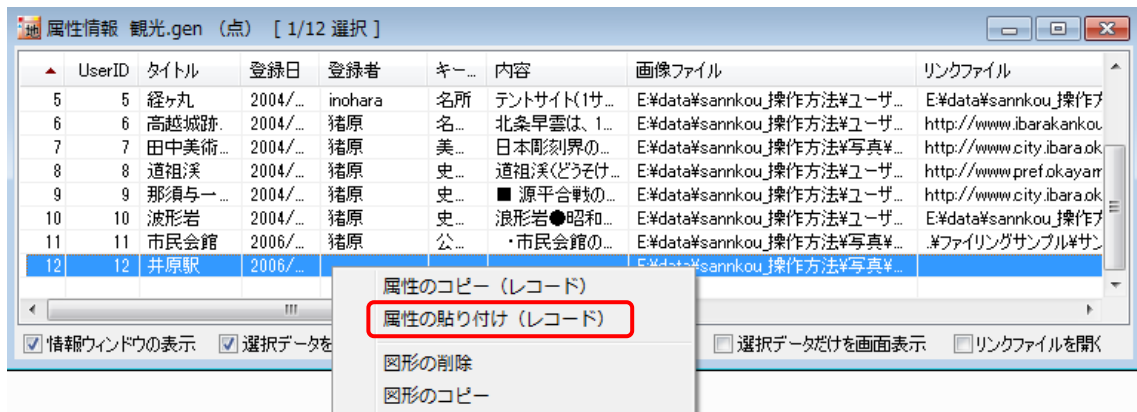 地 属性情報 観光.gen （点） [ 1/12 選択 ]
UserID タイトル 登録日 登録者 キー... 内容 画像ファイル リンクファイル
5 5 経ヶ丸 2004/... inohara 名所 テントサイト(1サ... E:¥data¥sannkou_操作方法¥ユーザ... E:¥data¥sannkou_操作方
6 6 高越城跡. 2004/... 猪原 名... 北条早雲は、1... E:¥data¥sannkou_操作方法¥ユーザ... http://www.ibarakankou
7 7 田中美術... 2004/... 猪原 美... 日本彫刻界の... E:¥data¥sannkou_操作方法¥写真¥... http://www.city.ibara.ok
8 8 道祖渓 2004/... 猪原 史... 道祖渓(どうそけ... E:¥data¥sannkou_操作方法¥ユーザ... http://www.pref.okayam
9 9 那須与一... 2004/... 猪原 史... ■ 源平合戦の... E:¥data¥sannkou_操作方法¥ユーザ... http://www.city.ibara.ok
10 10 波形岩 2004/... 猪原 史... 浪形岩●昭和... E:¥data¥sannkou_操作方法¥ユーザ... E:¥data¥sannkou_操作方
11 11 市民会館 2006/... 猪原 公... ・市民会館の... E:¥data¥sannkou_操作方法¥写真¥... .¥ファイリングサンプル¥サン
12 12 井原駅 2006/... E:¥data¥sannkou_操作方法¥写真¥...
属性のコピー（レコード）
属性の貼り付け（レコード）
情報ウィンドウの表示 選択データを 選択データだけを画面表示 リンクファイルを開く
図形の削除
図形のコピー